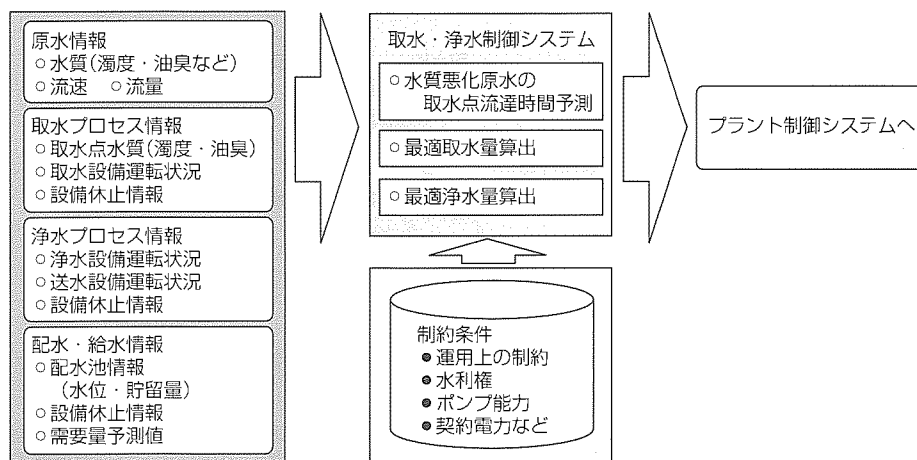 原水情報
○ 水質(濁度・油臭など)
○ 流速 ○ 流量
取水プロセス情報
○ 取水点水質(濁度・油臭)
○ 取水設備運転状況
○ 設備休止情報
浄水プロセス情報
○ 浄水設備運転状況
○ 送水設備運転状況
○ 設備休止情報
配水・給水情報
○ 配水池情報
(水位・貯留量)
○ 設備休止情報
○ 需要量予測値
取水・浄水制御システム
○ 水質悪化原水の
取水点流達時間予測
○ 最適取水量算出
○ 最適浄水量算出
制約条件
● 運用上の制約
● 水利権
● ポンプ能力
● 契約電力など
プラント制御システムへ